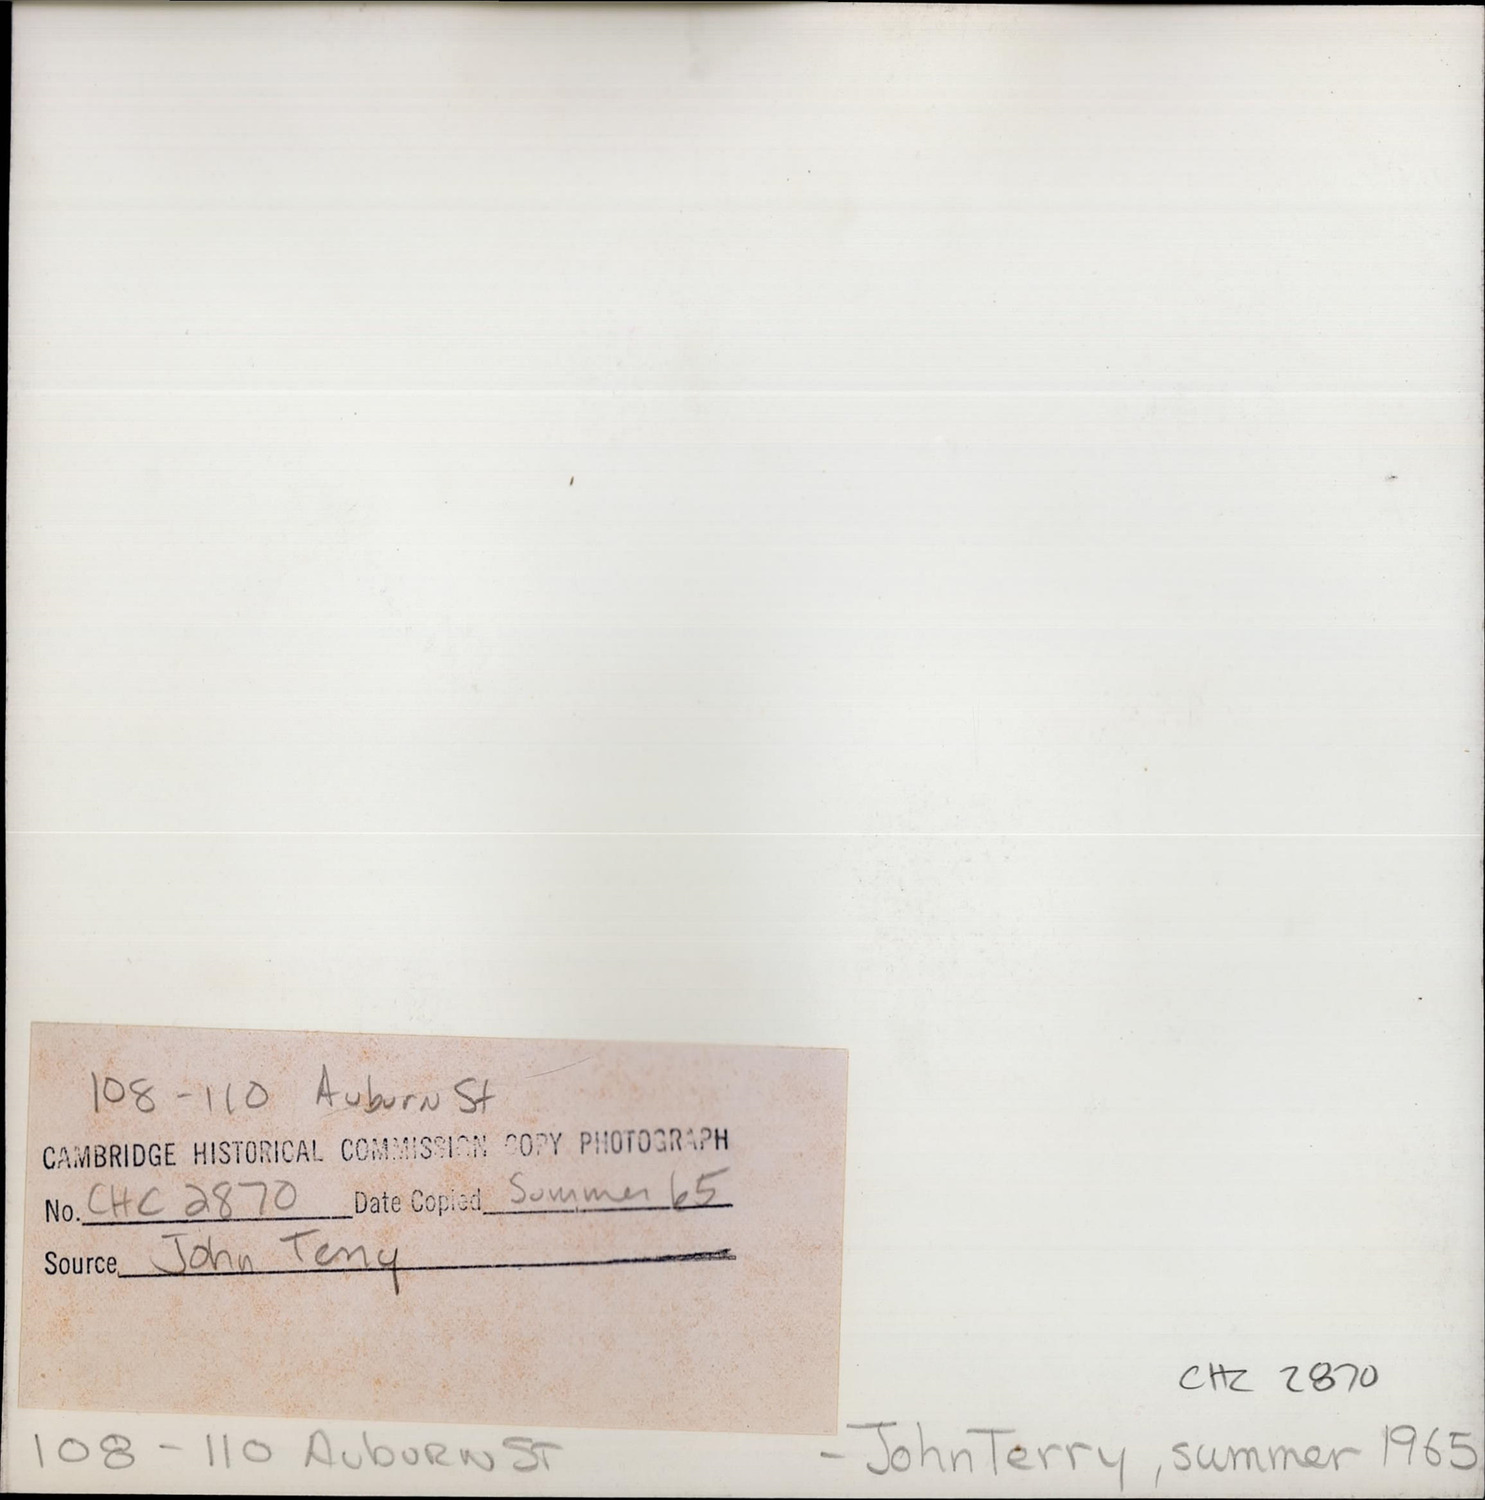 108-110 Auburn St
CAMBRIDGE HISTORICAL COMMISSION COPY PHOTOGRAPH
No. CHC 2870 Date Copied Summer 65
Source John Terry
CHC 2870
108-110 AuburN ST
- John Terry, summer 1965